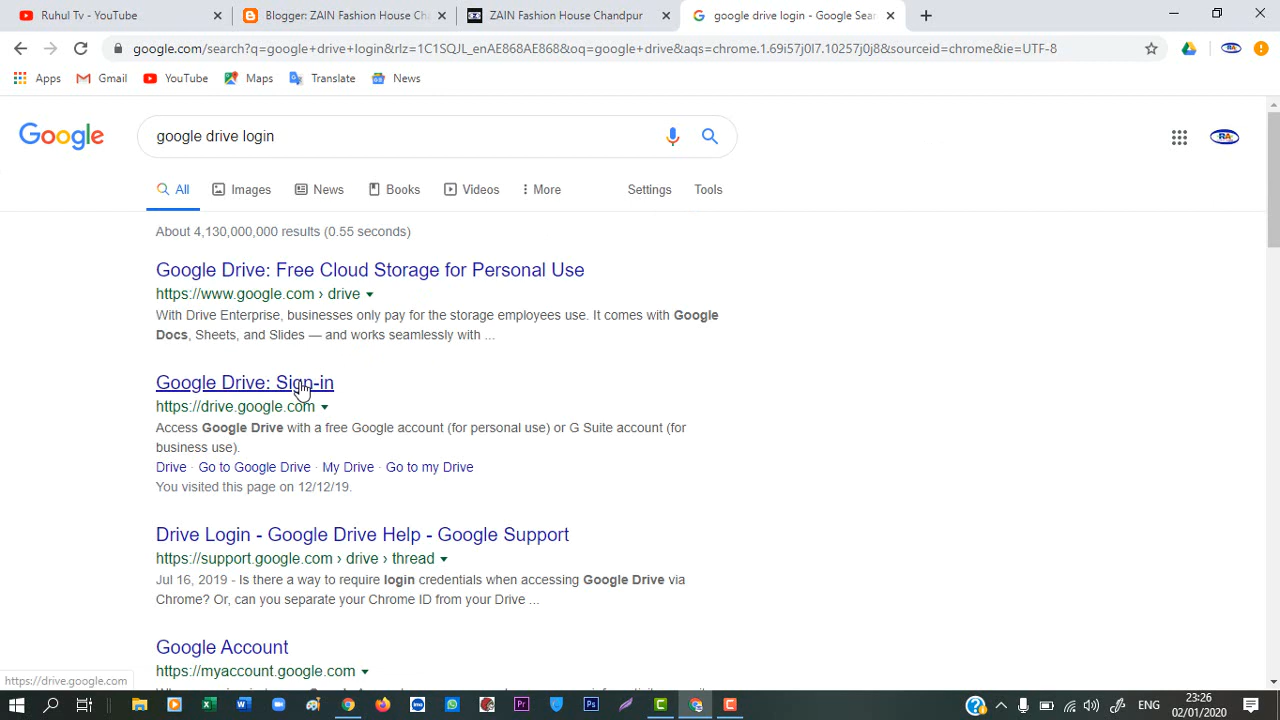 Ruhul Tv - YouTube
Blogger: ZAIN Fashion House Ch
ZAIN Fashion House Chandpur
google drive login - Google Sear
google.com/search?q=google+drive+login&rlz=1C1SQJL_enAE868AE868&oq=google+drive&aqs=chrome.1.69i57j0l7.10257j0j8&sourceid=chrome&ie=UTF-8
Apps
Gmail
YouTube
Maps
Translate
News
Google
google drive login
RA
All
Images
News
Books
Videos
More
Settings
Tools
About 4,130,000,000 results (0.55 seconds)
Google Drive: Free Cloud Storage for Personal Use
https://www.google.com › drive
With Drive Enterprise, businesses only pay for the storage employees use. It comes with Google
Docs, Sheets, and Slides — and works seamlessly with ...
Google Drive: Sign-in
https://drive.google.com
Access Google Drive with a free Google account (for personal use) or G Suite account (for
business use).
Drive · Go to Google Drive · My Drive · Go to my Drive
You visited this page on 12/12/19.
Drive Login - Google Drive Help - Google Support
https://support.google.com › drive › thread
Jul 16, 2019 - Is there a way to require login credentials when accessing Google Drive via
Chrome? Or, can you separate your Chrome ID from your Drive ...
Google Account
https://myaccount.google.com
https://drive.google.com
ENG
23:26
02/01/2020